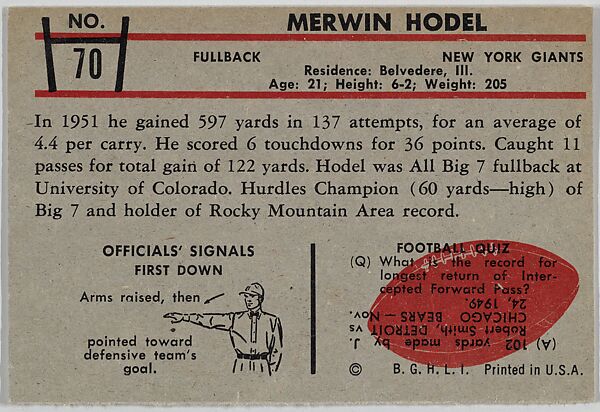 NO.
70
MERWIN HODEL
FULLBACK NEW YORK GIANTS
Residence: Belvedere, Ill.
Age: 21; Height: 6-2; Weight: 205
In 1951 he gained 597 yards in 137 attempts, for an average of
4.4 per carry. He scored 6 touchdowns for 36 points. Caught 11
passes for total gain of 122 yards. Hodel was All Big 7 fullback at
University of Colorado. Hurdles Champion (60 yards—high) of
Big 7 and holder of Rocky Mountain Area record.
OFFICIALS' SIGNALS
FIRST DOWN
Arms raised, then
pointed toward
defensive team's
goal.
FOOTBALL QUIZ
(Q) What is the record for
longest return of Inter-
cepted Forward Pass?
(A) 102 yards made by
Robert Smith, DETROIT vs
CHICAGO BEARS — Nov.
24, 1949.
© B. G. H. L. I. Printed in U.S.A.